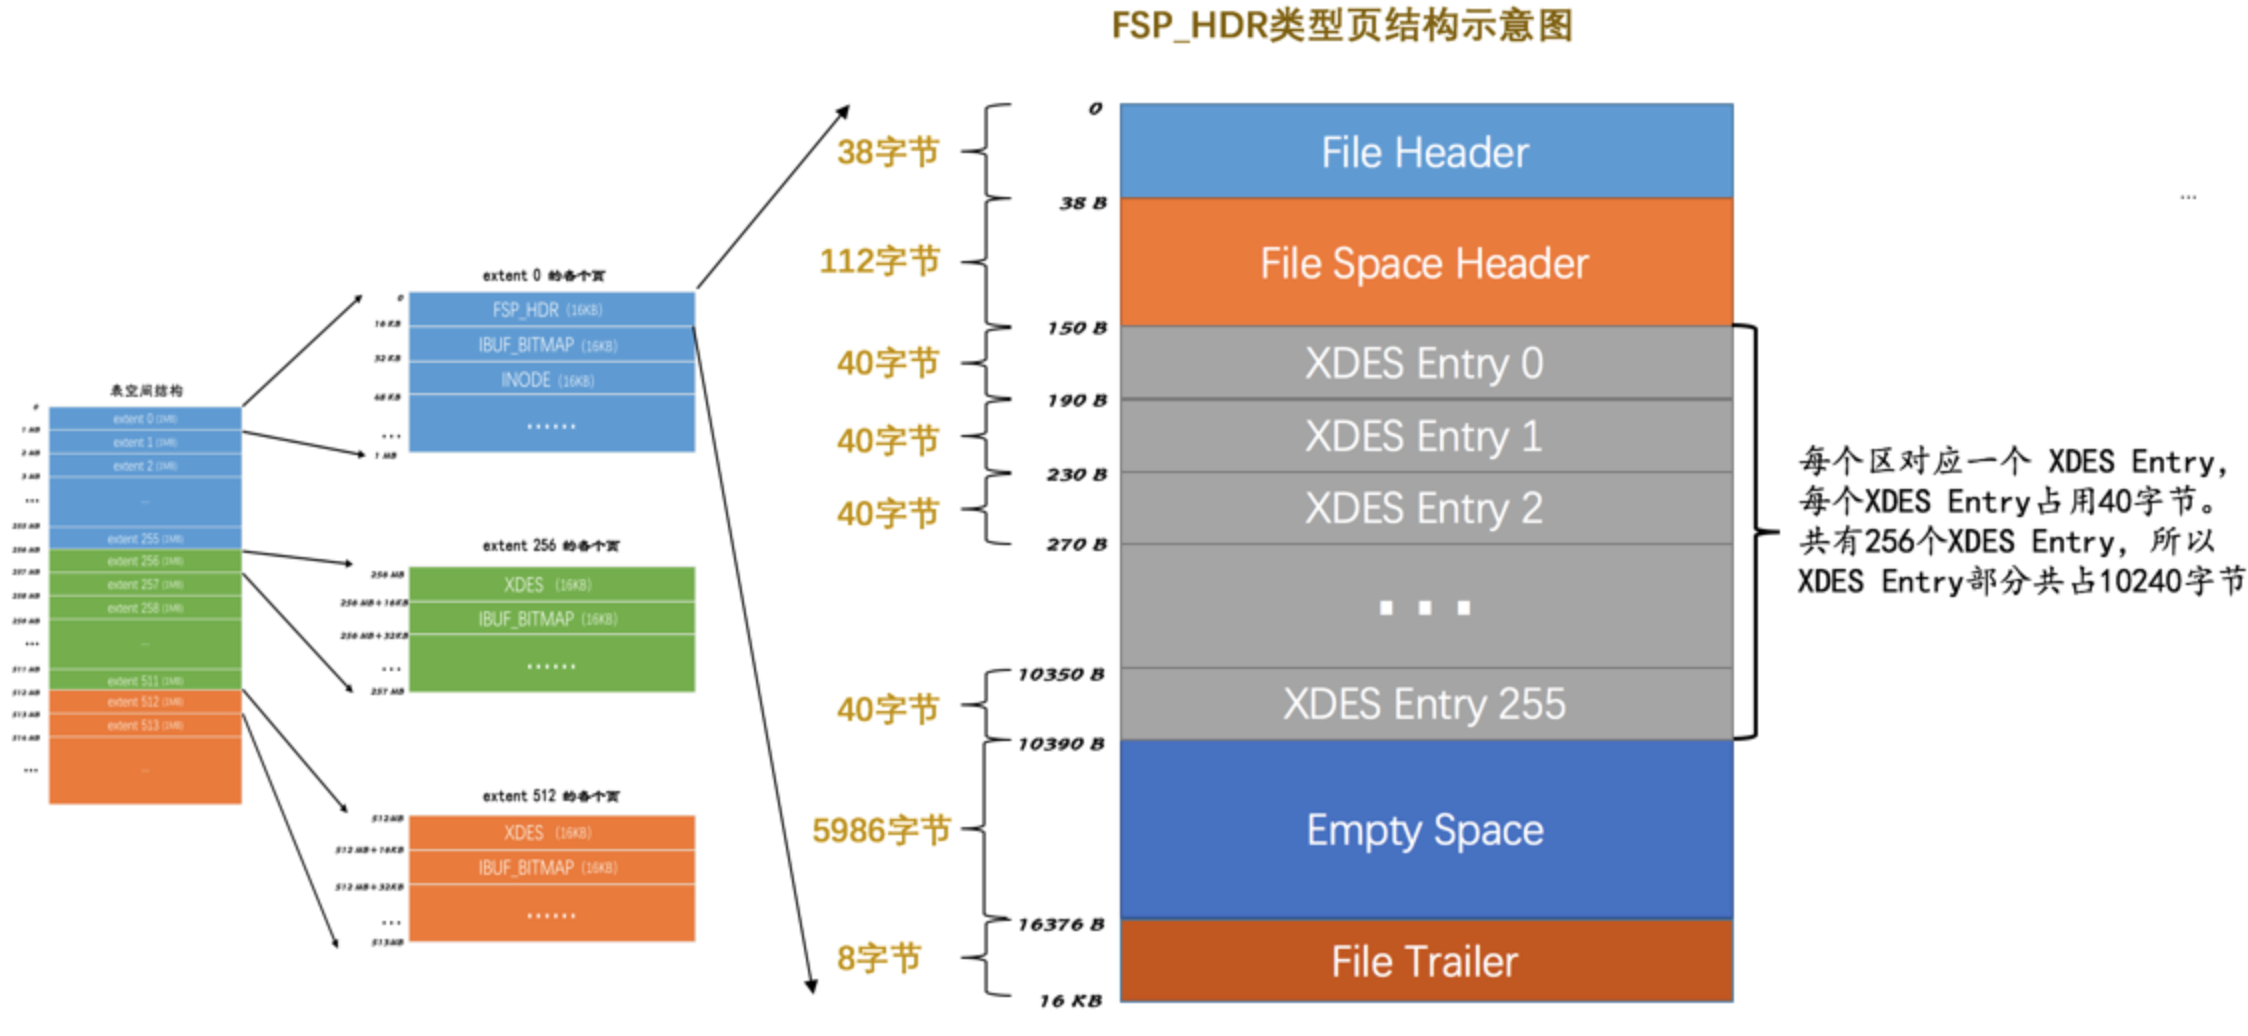 FSP_HDR类型页结构示意图
表空间结构
0
extent 0 (1MB)
1 MB
extent 1 (1MB)
2 MB
extent 2 (1MB)
3 MB
...
...
255 MB
extent 255 (1MB)
256 MB
extent 256 (1MB)
257 MB
extent 257 (1MB)
258 MB
extent 258 (1MB)
259 MB
...
...
511 MB
extent 511 (1MB)
512 MB
extent 512 (1MB)
513 MB
extent 513 (1MB)
514 MB
...
...
extent 0 的各个页
0
FSP_HDR (16KB)
16 KB
IBUF_BITMAP (16KB)
32 KB
INODE (16KB)
48 KB
......
...
1 MB
extent 256 的各个页
256 MB
XDES (16KB)
256 MB+16KB
IBUF_BITMAP (16KB)
256 MB+32KB
......
...
257 MB
extent 512 的各个页
512MB
XDES (16KB)
512 MB+16KB
IBUF_BITMAP (16KB)
512 MB+32KB
......
...
513MB
0
38字节
File Header
38 B
112字节
File Space Header
150 B
40字节
XDES Entry 0
190 B
40字节
XDES Entry 1
230 B
40字节
XDES Entry 2
270 B
...
10350 B
40字节
XDES Entry 255
10390 B
5986字节
Empty Space
16376 B
8字节
File Trailer
16 KB
...
每个区对应一个 XDES Entry,
每个XDES Entry占用40字节。
共有256个XDES Entry, 所以
XDES Entry部分共占10240字节